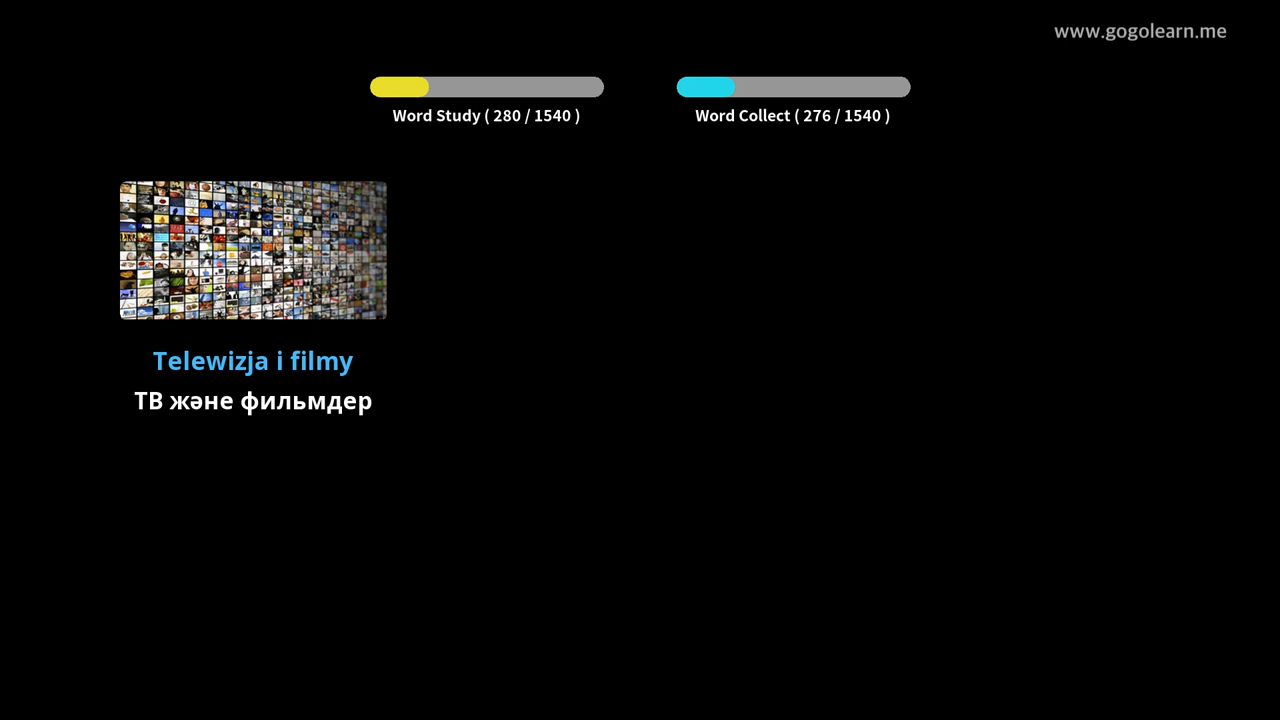 www.gogolearn.me
Word Study ( 280 / 1540 )
Word Collect ( 276 / 1540 )
Telewizja i filmy
ТВ және фильмдер